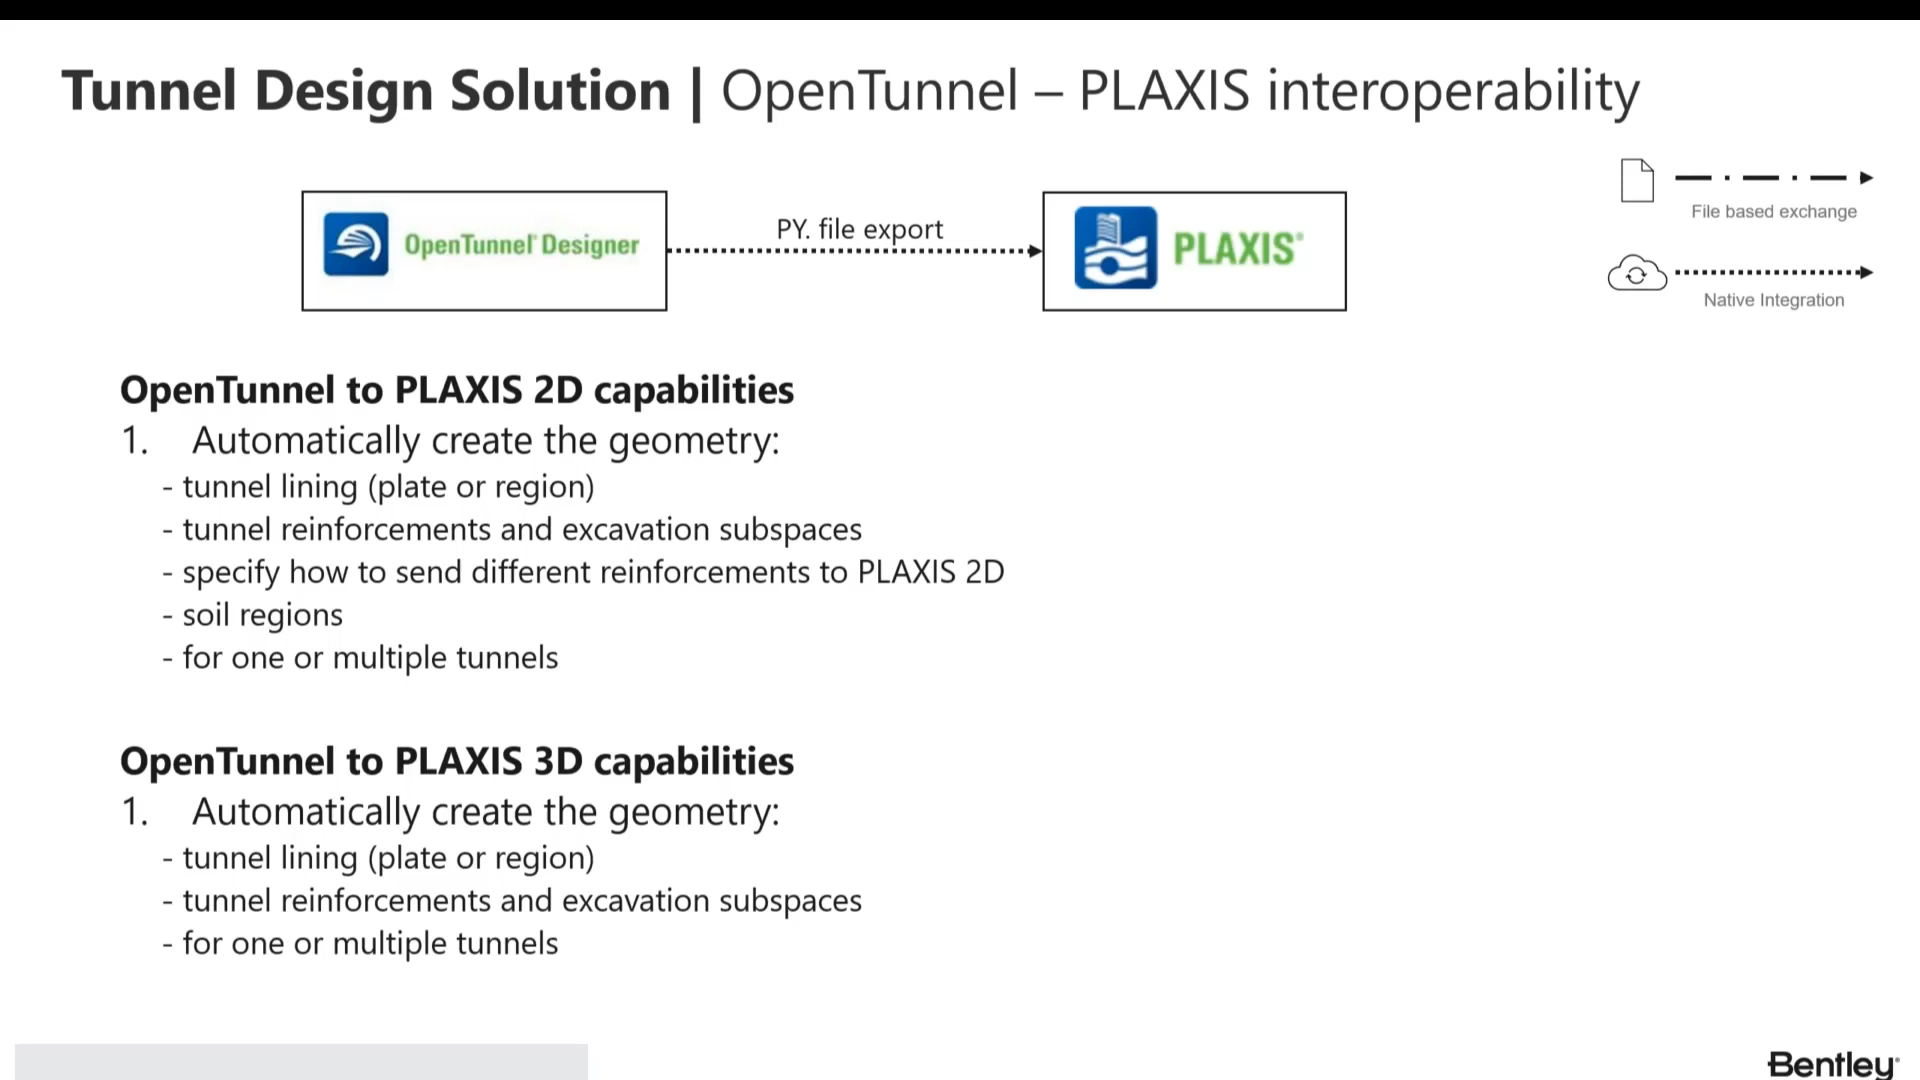 Tunnel Design Solution | OpenTunnel – PLAXIS interoperability
OpenTunnel Designer
PY. file export
PLAXIS®
File based exchange
Native Integration
OpenTunnel to PLAXIS 2D capabilities
1. Automatically create the geometry:
- tunnel lining (plate or region)
- tunnel reinforcements and excavation subspaces
- specify how to send different reinforcements to PLAXIS 2D
- soil regions
- for one or multiple tunnels
OpenTunnel to PLAXIS 3D capabilities
1. Automatically create the geometry:
- tunnel lining (plate or region)
- tunnel reinforcements and excavation subspaces
- for one or multiple tunnels
Bentley®